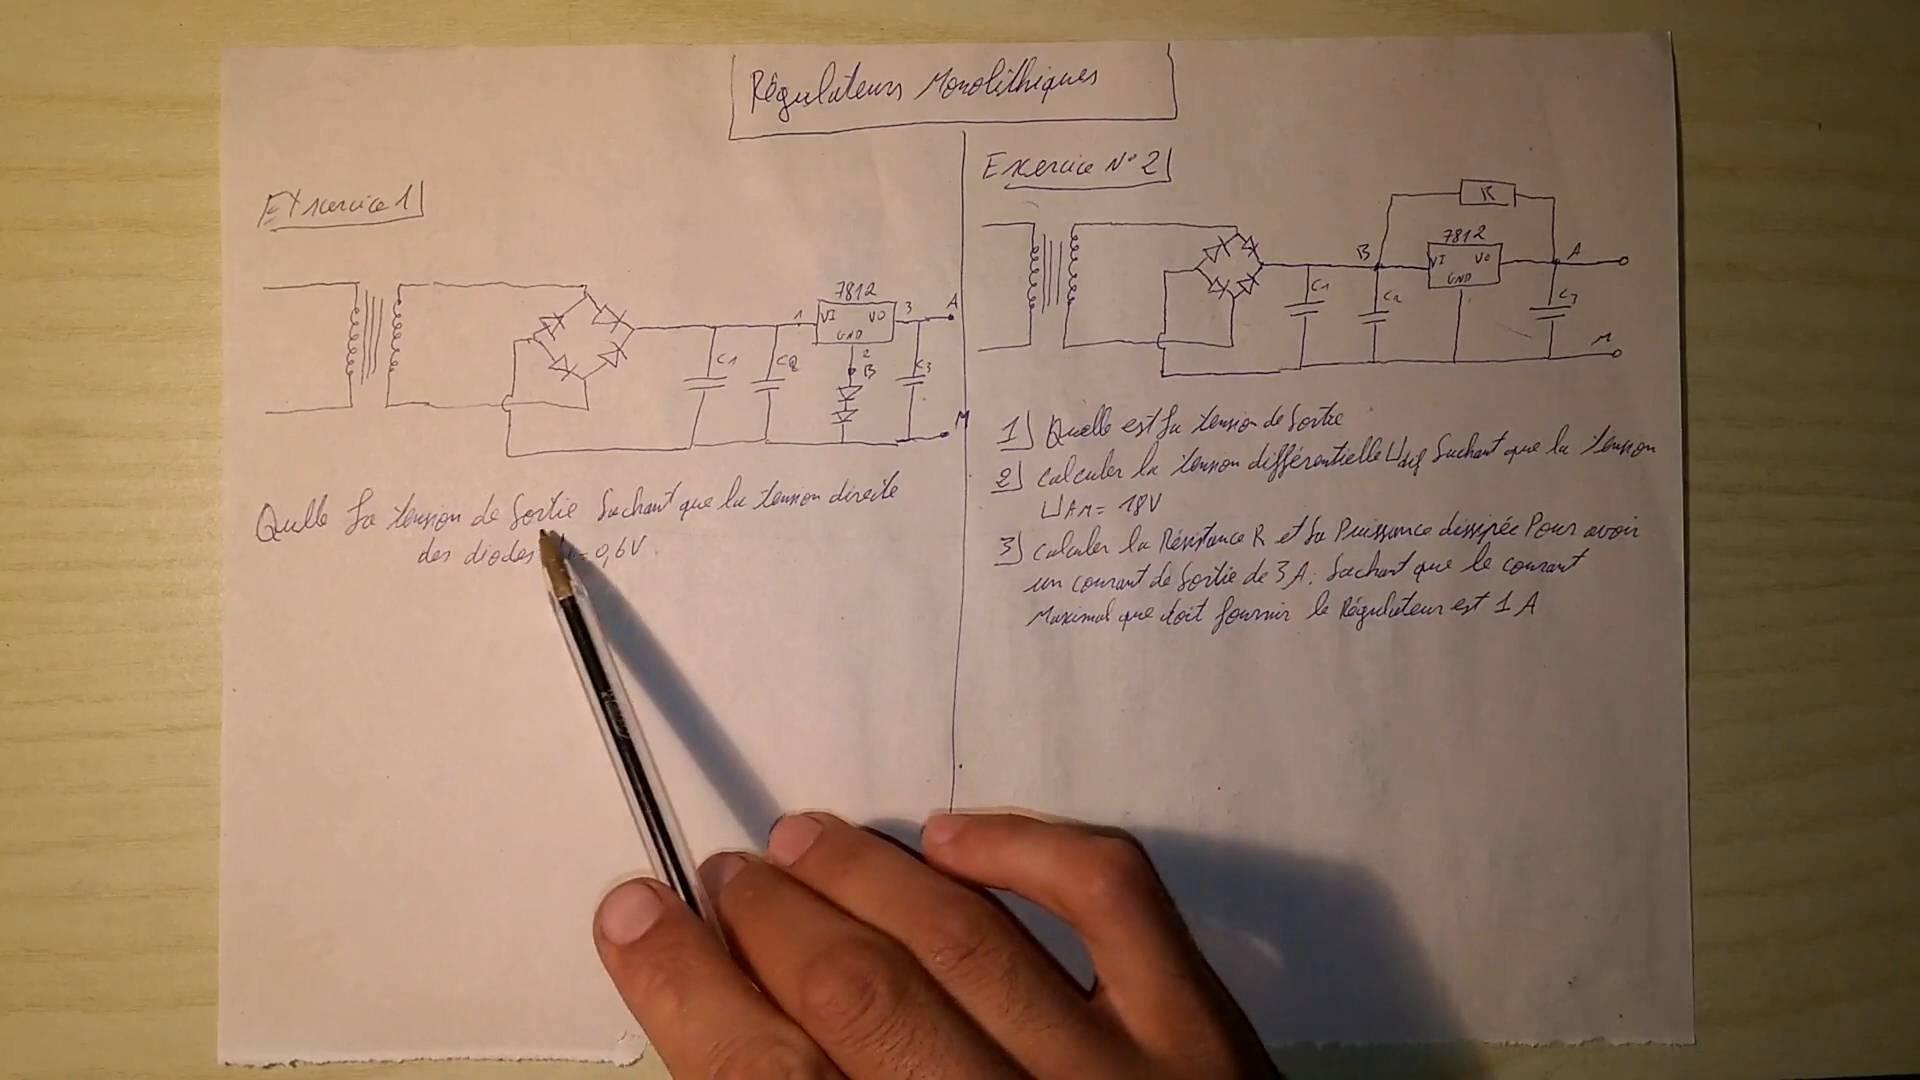 Régulateurs Monolithiques
EXercice 1
7812
1
VI
VO
3
A
GND
2
B
C1
C2
C3
M
Qulle La tension de Sortie Sachant que la tension directe
des diodes = 0,6V
Exercice N° 2
R
7812
B
VI
VO
A
GND
C1
C2
C3
M
1) Quelle est La tension de Sortie
2) calculer la tension différentielle Udif Sachant que la tension
UAM = 18V
3) calculer la Résistance R et La Puissance dissipée Pour avoir
un courant de Sortie de 3A; Sachant que le courant
Maximal que doit fournir le Régulateur est 1 A